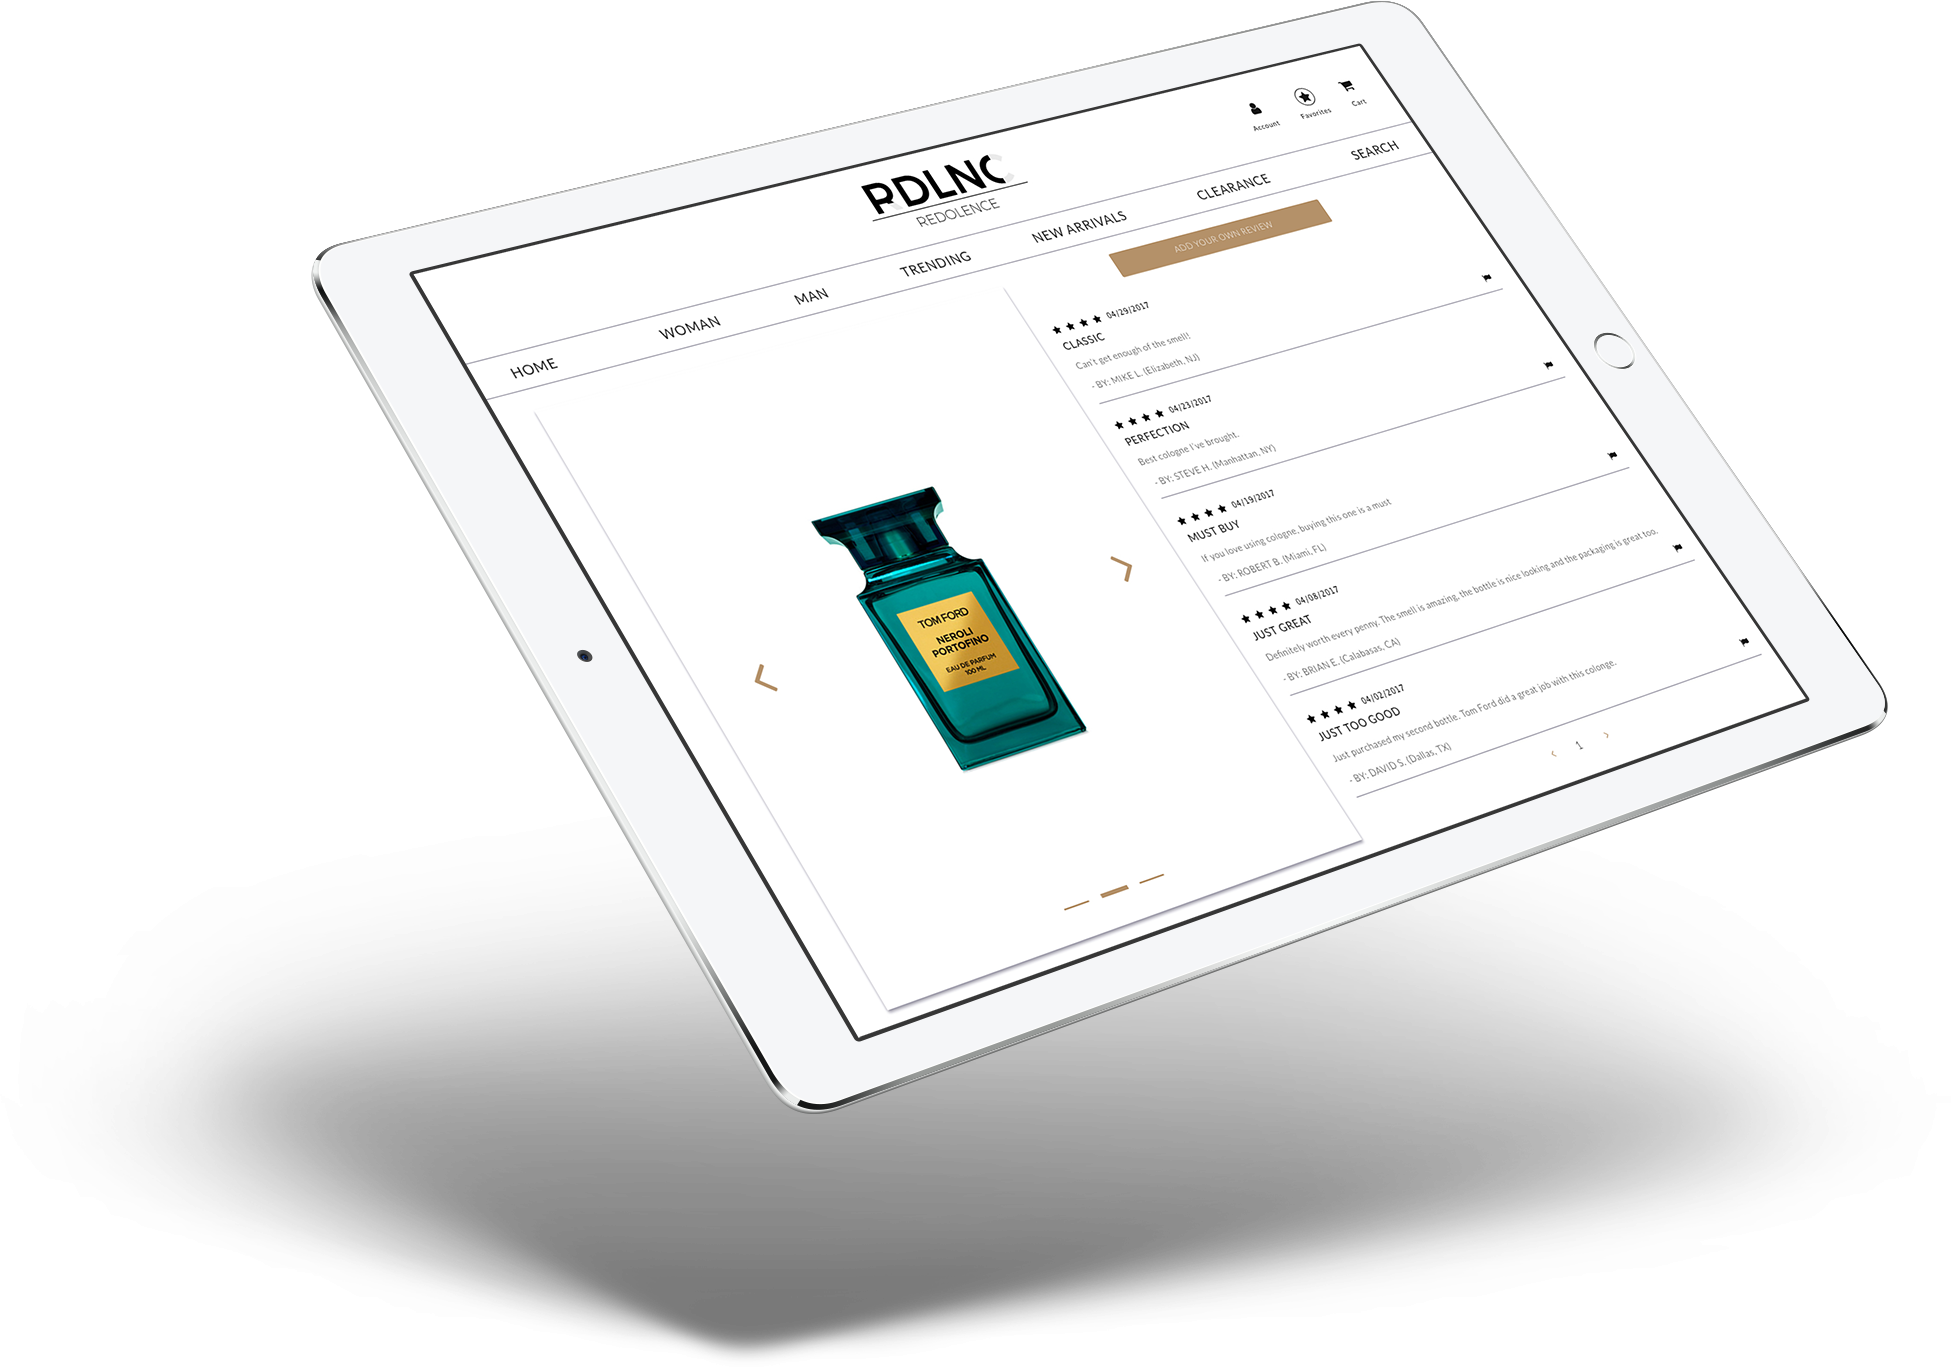 Account
Favorites
Cart
RDLNC
REDOLENCE
HOME
WOMAN
MAN
TRENDING
NEW ARRIVALS
CLEARANCE
SEARCH
TOM FORD
NEROLI
PORTOFINO
EAU DE PARFUM
100 ML
ADD YOUR OWN REVIEW
04/29/2017
CLASSIC
Can't get enough of the smell!
- BY: MIKE L. (Elizabeth, NJ)
04/23/2017
PERFECTION
Best cologne I've brought.
- BY: STEVE H. (Manhattan, NY)
04/19/2017
MUST BUY
If you love using cologne, buying this one is a must
- BY: ROBERT B. (Miami, FL)
04/08/2017
JUST GREAT
Definitely worth every penny. The smell is amazing, the bottle is nice looking and the packaging is great too.
- BY: BRIAN E. (Calabasas, CA)
04/02/2017
JUST TOO GOOD
Just purchased my second bottle. Tom Ford did a great job with this colonge.
- BY: DAVID S. (Dallas, TX)
1